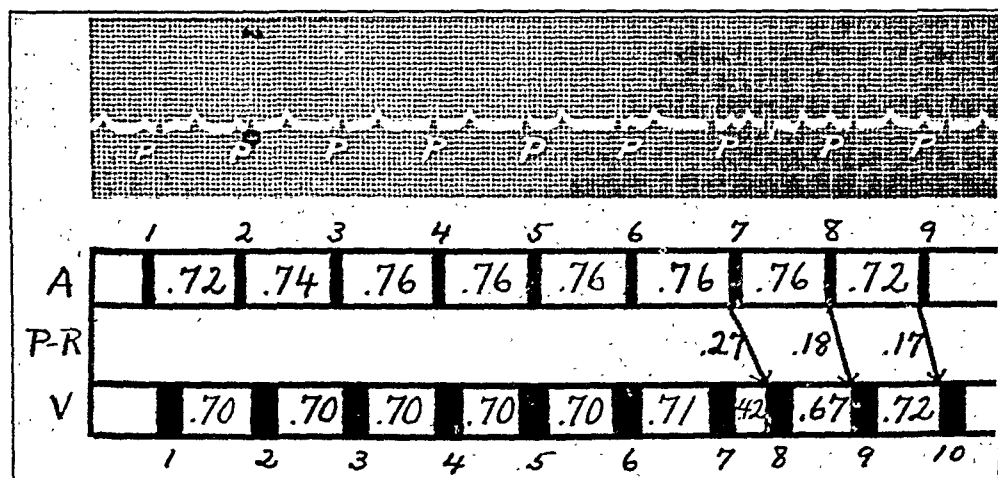 P P P P P P P P P
1 2 3 4 5 6 7 8 9
A .72 .74 .76 .76 .76 .76 .76 .72
P-R .27 .18 .17
V .70 .70 .70 .70 .70 .71 .42 .67 .72
1 2 3 4 5 6 7 8 9 10